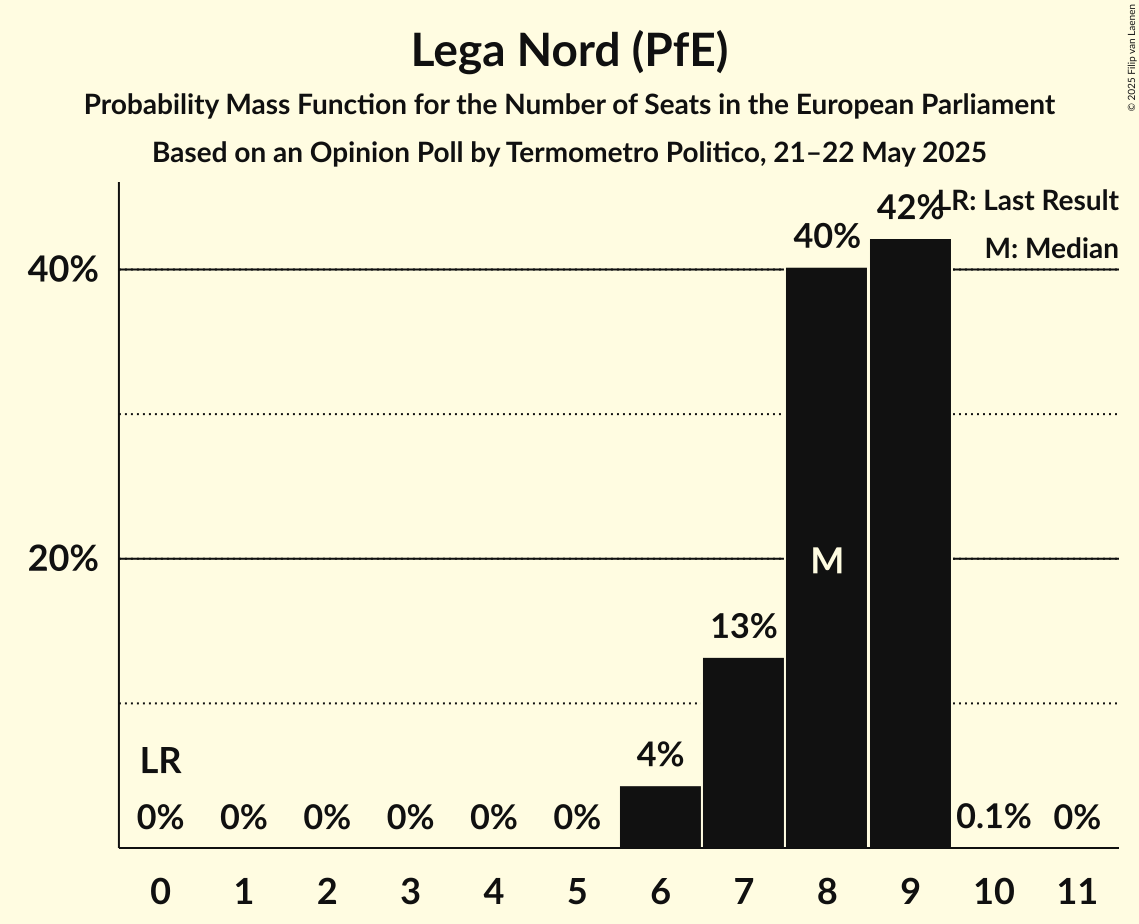 Lega Nord (PfE)
Probability Mass Function for the Number of Seats in the European Parliament
Based on an Opinion Poll by Termometro Politico, 21–22 May 2025
© 2025 Filip van Laenen
LR: Last Result
M: Median
42%
40%
40%
20%
M
13%
4%
LR
0% 0% 0% 0% 0% 0% 0.1% 0%
0 1 2 3 4 5 6 7 8 9 10 11